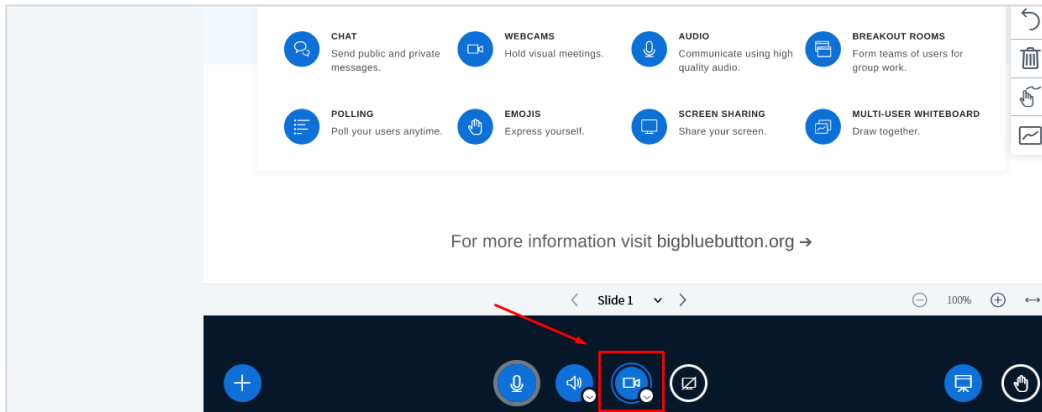 CHAT
Send public and private
messages.
WEBCAMS
Hold visual meetings.
AUDIO
Communicate using high
quality audio.
BREAKOUT ROOMS
Form teams of users for
group work.
POLLING
Poll your users anytime.
EMOJIS
Express yourself.
SCREEN SHARING
Share your screen.
MULTI-USER WHITEBOARD
Draw together.
For more information visit bigbluebutton.org →
Slide 1
100%